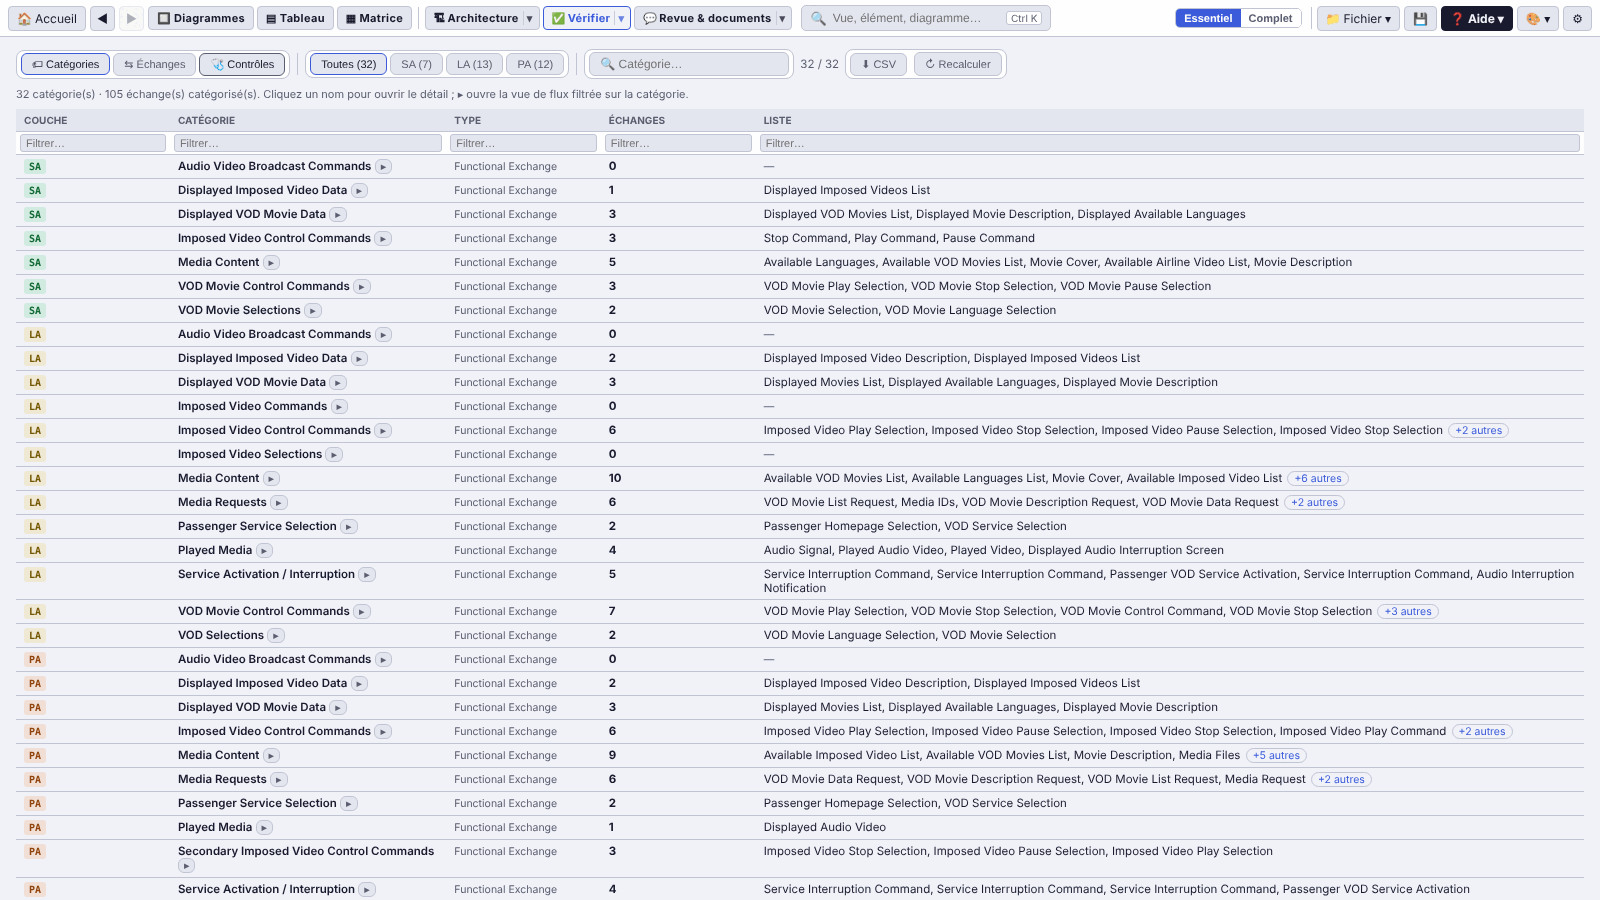 🏠 Accueil ◀ ▶ 🔲 Diagrammes ▤ Tableau ▦ Matrice 🏗 Architecture ▾ ✅ Vérifier ▾ 💬 Revue & documents ▾ 🔍 Vue, élément, diagramme… Ctrl K Essentiel Complet 📁 Fichier ▾ 💾 ❓ Aide ▾ 🎨 ▾ ⚙
🏷 Catégories ⇆ Échanges 🩺 Contrôles Toutes (32) SA (7) LA (13) PA (12) 🔍 Catégorie… 32 / 32 ⬇ CSV ↻ Recalculer
32 catégorie(s) · 105 échange(s) catégorisé(s). Cliquez un nom pour ouvrir le détail ; ▸ ouvre la vue de flux filtrée sur la catégorie.
COUCHE CATÉGORIE TYPE ÉCHANGES LISTE
Filtrer… Filtrer… Filtrer… Filtrer… Filtrer…
SA Audio Video Broadcast Commands ▸ Functional Exchange 0 —
SA Displayed Imposed Video Data ▸ Functional Exchange 1 Displayed Imposed Videos List
SA Displayed VOD Movie Data ▸ Functional Exchange 3 Displayed VOD Movies List, Displayed Movie Description, Displayed Available Languages
SA Imposed Video Control Commands ▸ Functional Exchange 3 Stop Command, Play Command, Pause Command
SA Media Content ▸ Functional Exchange 5 Available Languages, Available VOD Movies List, Movie Cover, Available Airline Video List, Movie Description
SA VOD Movie Control Commands ▸ Functional Exchange 3 VOD Movie Play Selection, VOD Movie Stop Selection, VOD Movie Pause Selection
SA VOD Movie Selections ▸ Functional Exchange 2 VOD Movie Selection, VOD Movie Language Selection
LA Audio Video Broadcast Commands ▸ Functional Exchange 0 —
LA Displayed Imposed Video Data ▸ Functional Exchange 2 Displayed Imposed Video Description, Displayed Imposed Videos List
LA Displayed VOD Movie Data ▸ Functional Exchange 3 Displayed Movies List, Displayed Available Languages, Displayed Movie Description
LA Imposed Video Commands ▸ Functional Exchange 0 —
LA Imposed Video Control Commands ▸ Functional Exchange 6 Imposed Video Play Selection, Imposed Video Stop Selection, Imposed Video Pause Selection, Imposed Video Stop Selection +2 autres
LA Imposed Video Selections ▸ Functional Exchange 0 —
LA Media Content ▸ Functional Exchange 10 Available VOD Movies List, Available Languages List, Movie Cover, Available Imposed Video List +6 autres
LA Media Requests ▸ Functional Exchange 6 VOD Movie List Request, Media IDs, VOD Movie Description Request, VOD Movie Data Request +2 autres
LA Passenger Service Selection ▸ Functional Exchange 2 Passenger Homepage Selection, VOD Service Selection
LA Played Media ▸ Functional Exchange 4 Audio Signal, Played Audio Video, Played Video, Displayed Audio Interruption Screen
LA Service Activation / Interruption ▸ Functional Exchange 5 Service Interruption Command, Service Interruption Command, Passenger VOD Service Activation, Service Interruption Command, Audio Interruption
Notification
LA VOD Movie Control Commands ▸ Functional Exchange 7 VOD Movie Play Selection, VOD Movie Stop Selection, VOD Movie Control Command, VOD Movie Stop Selection +3 autres
LA VOD Selections ▸ Functional Exchange 2 VOD Movie Language Selection, VOD Movie Selection
PA Audio Video Broadcast Commands ▸ Functional Exchange 0 —
PA Displayed Imposed Video Data ▸ Functional Exchange 2 Displayed Imposed Video Description, Displayed Imposed Videos List
PA Displayed VOD Movie Data ▸ Functional Exchange 3 Displayed Movies List, Displayed Available Languages, Displayed Movie Description
PA Imposed Video Control Commands ▸ Functional Exchange 6 Imposed Video Play Selection, Imposed Video Pause Selection, Imposed Video Stop Selection, Imposed Video Play Command +2 autres
PA Media Content ▸ Functional Exchange 9 Available Imposed Video List, Available VOD Movies List, Movie Description, Media Files +5 autres
PA Media Requests ▸ Functional Exchange 6 VOD Movie Data Request, VOD Movie Description Request, VOD Movie List Request, Media Request +2 autres
PA Passenger Service Selection ▸ Functional Exchange 2 Passenger Homepage Selection, VOD Service Selection
PA Played Media ▸ Functional Exchange 1 Displayed Audio Video
PA Secondary Imposed Video Control Commands ▸ Functional Exchange 3 Imposed Video Stop Selection, Imposed Video Pause Selection, Imposed Video Play Selection
PA Service Activation / Interruption ▸ Functional Exchange 4 Service Interruption Command, Service Interruption Command, Service Interruption Command, Passenger VOD Service Activation